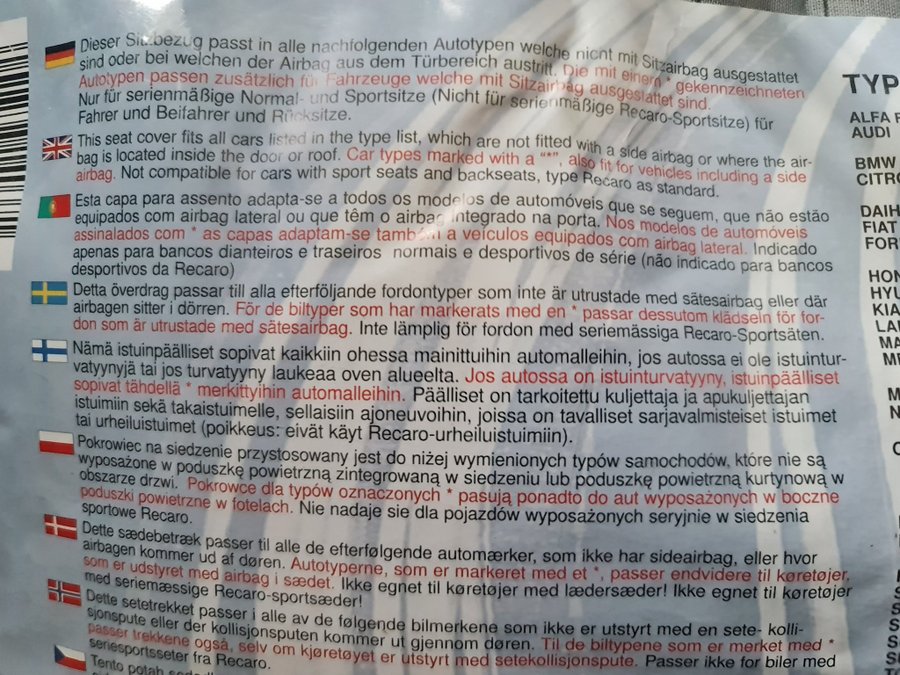 Dieser Sitzbezug passt in alle nachfolgenden Autotypen welche nicht mit Sitzairbag ausgestattet
sind oder bei welchen der Airbag aus dem Türbereich austritt. Die mit einem * gekennzeichneten
Autotypen passen zusätzlich für Fahrzeuge welche mit Sitzairbag ausgestattet sind.
Nur für serienmäßige Normal- und Sportsitze (Nicht für serienmäßige Recaro-Sportsitze) für
Fahrer und Beifahrer und Rücksitze.
This seat cover fits all cars listed in the type list, which are not fitted with a side airbag or where the air-
bag is located inside the door or roof. Car types marked with a "*", also fit for vehicles including a side
airbag. Not compatible for cars with sport seats and backseats, type Recaro as standard.
Esta capa para assento adapta-se a todos os modelos de automóveis que se seguem, que não estão
equipados com airbag lateral ou que têm o airbag integrado na porta. Nos modelos de automóveis
assinalados com * as capas adaptam-se também a veículos equipados com airbag lateral. Indicado
apenas para bancos dianteiros e traseiros normais e desportivos de série (não indicado para bancos
desportivos da Recaro)
Detta överdrag passar till alla efterföljande fordontyper som inte är utrustade med sätesairbag eller där
airbagen sitter i dörren. För de biltyper som har markerats med en * passar dessutom klädseln för for-
don som är utrustade med sätesairbag. Inte lämplig för fordon med seriemässiga Recaro-Sportsäten.
Nämä istuinpäälliset sopivat kaikkiin ohessa mainittuihin automalleihin, jos autossa ei ole istuintur-
vatyynyjä tai jos turvatyyny laukeaa oven alueelta. Jos autossa on istuinturvatyyny, istuinpäälliset
sopivat tähdellä * merkittyihin automalleihin. Päälliset on tarkoitettu kuljettaja ja apukuljettajan
istuimiin sekä takaistuimelle, sellaisiin ajoneuvoihin, joissa on tavalliset sarjavalmisteiset istuimet
tai urheiluistuimet (poikkeus: eivät käyt Recaro-urheiluistuimiin).
Pokrowiec na siedzenie przystosowany jest do niżej wymienionych typów samochodów, które nie są
wyposażone w poduszkę powietrzną zintegrowaną w siedzeniu lub poduszkę powietrzną kurtynową w
obszarze drzwi. Pokrowce dla typów oznaczonych * pasują ponadto do aut wyposażonych w boczne
poduszki powietrzne w fotelach. Nie nadaje sie dla pojazdów wyposażonych seryjnie w siedzenia
sportowe Recaro.
Dette sædebetræk passer til alle de efterfølgende automærker, som ikke har sideairbag, eller hvor
airbagen kommer ud af døren. Autotyperne, som er markeret med et *, passer endvidere til køretøjer,
som er udstyret med airbag i sædet. Ikke egnet til køretøjer med lædersæder! Ikke egnet til køretøjer
med seriemæssige Recaro-sportsæder!
Dette setetrekket passer i alle av de følgende bilmerkene som ikke er utstyrt med en sete- kolli-
sjonspute eller der kollisjonsputen kommer ut gjennom døren. Til de biltypene som er merket med *
passer trekkene også, selv om kjøretøyet er utstyrt med setekollisjonspute. Passer ikke for biler med
seriesportsseter fra Recaro.
Tento potah
TYP
ALFA
AUDI
BMW
CITR
DAIH
FIAT
FOR
HON
HYU
KIA
LA
MA
ME
M
N